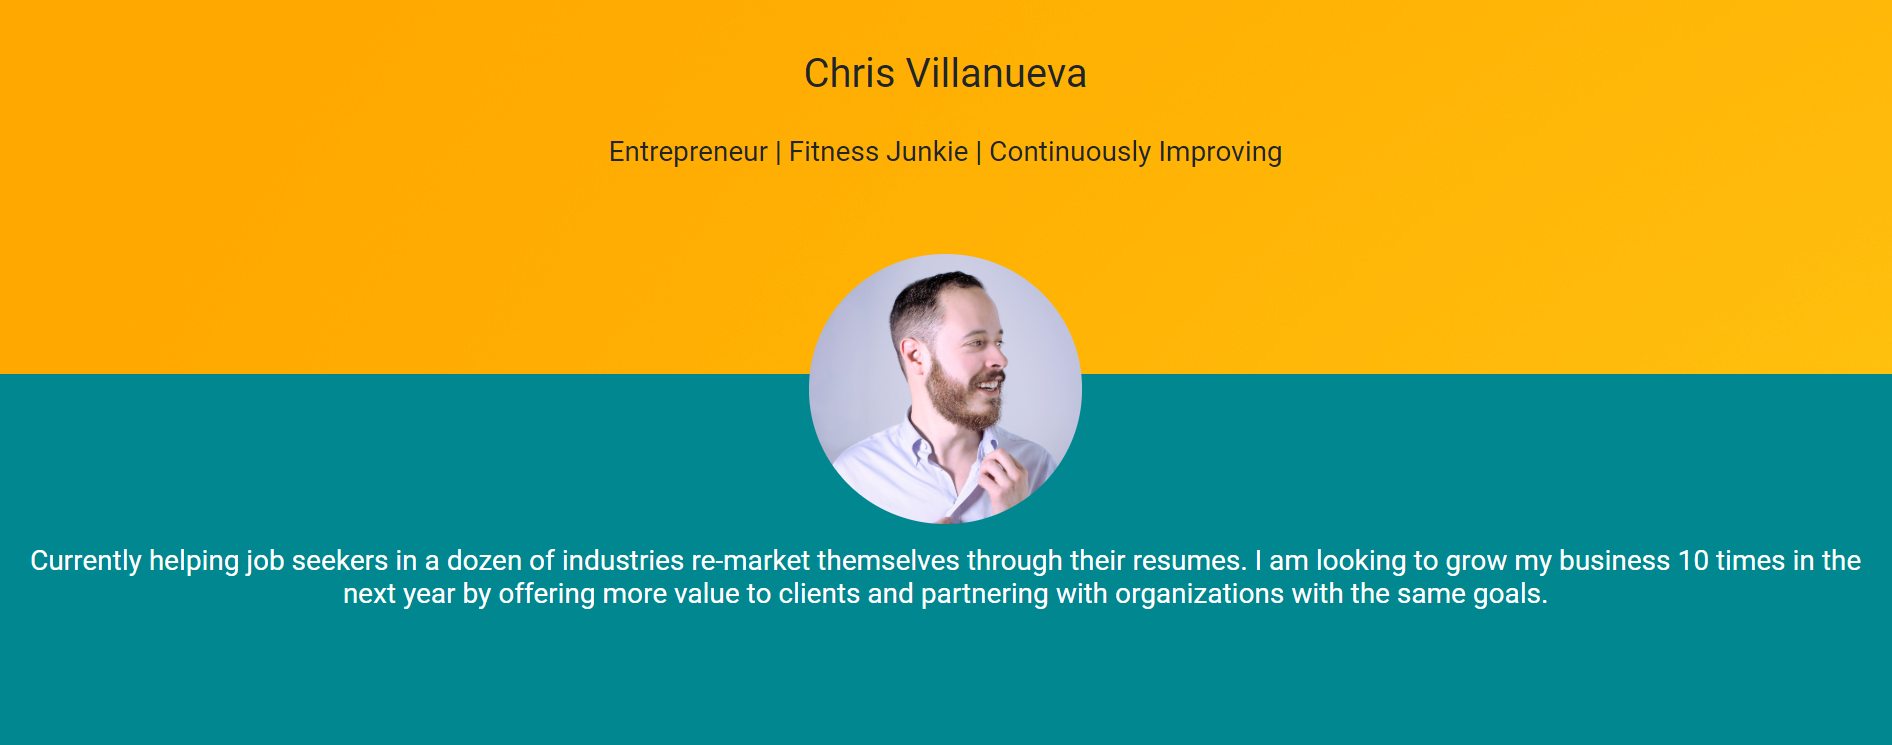 Chris Villanueva
Entrepreneur | Fitness Junkie | Continuously Improving
Currently helping job seekers in a dozen of industries re-market themselves through their resumes. I am looking to grow my business 10 times in the
next year by offering more value to clients and partnering with organizations with the same goals.